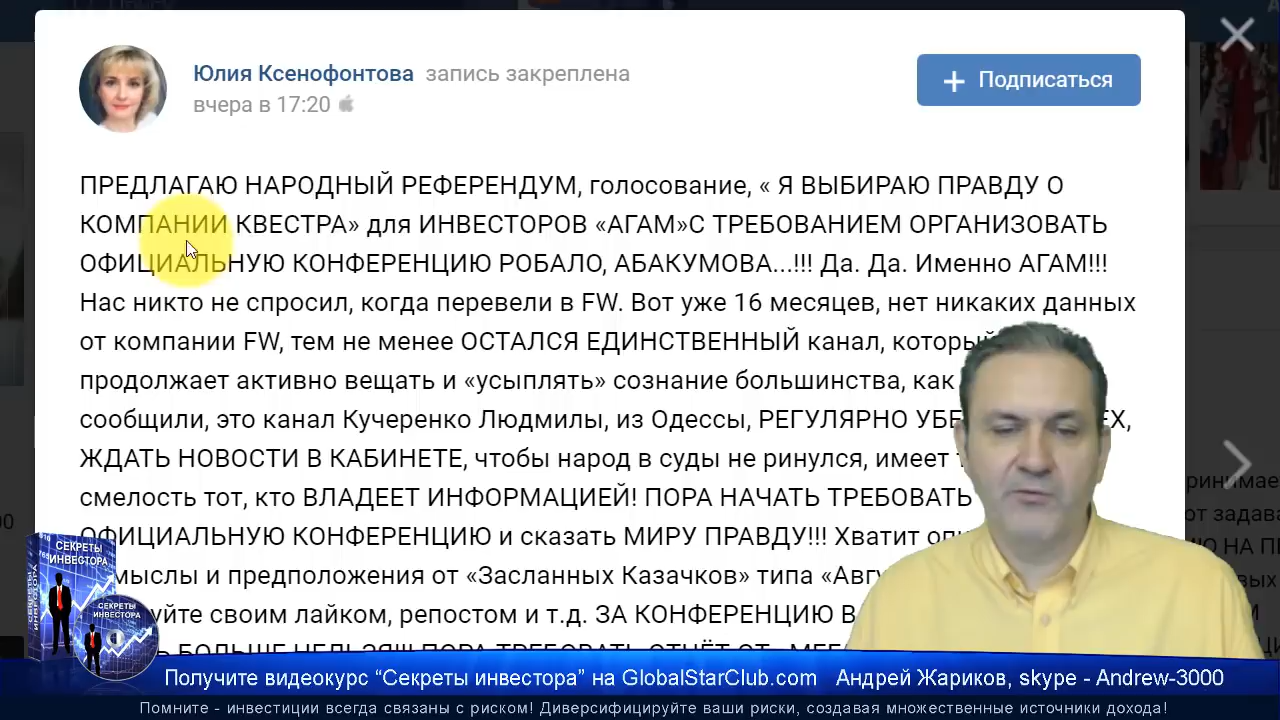 Юлия Ксенофонтова запись закреплена
вчера в 17:20
Подписаться
ПРЕДЛАГАЮ НАРОДНЫЙ РЕФЕРЕНДУМ, голосование, « Я ВЫБИРАЮ ПРАВДУ О
КОМПАНИИ КВЕСТРА» для ИНВЕСТОРОВ «АГАМ»С ТРЕБОВАНИЕМ ОРГАНИЗОВАТЬ
ОФИЦИАЛЬНУЮ КОНФЕРЕНЦИЮ РОБАЛО, АБАКУМОВА...!!! Да. Да. Именно АГАМ!!!
Нас никто не спросил, когда перевели в FW. Вот уже 16 месяцев, нет никаких данных
от компании FW, тем не менее ОСТАЛСЯ ЕДИНСТВЕННЫЙ канал,
продолжает активно вещать и «усыплять» сознание большинства, как
сообщили, это канал Кучеренко Людмилы, из Одессы, РЕГУЛЯРНО
ЖДАТЬ НОВОСТИ В КАБИНЕТЕ, чтобы народ в суды не ринулся, имеет
смелость тот, кто ВЛАДЕЕТ ИНФОРМАЦИЕЙ! ПОРА НАЧАТЬ ТРЕБОВАТЬ
ОФИЦИАЛЬНУЮ КОНФЕРЕНЦИЮ и сказать МИРУ ПРАВДУ!!! Хватит
и предположения от «Засланных Казачков» типа
своим лайком, репостом и т.д. ЗА КОНФЕРЕНЦИЮ
БОЛЬШЕ НЕЛЬЗЯ!!! ПОРА ТРЕБОВАТЬ ОТЧЁТ ОТ
СЕКРЕТЫ
ИНВЕСТОРА
СЕКРЕТЫ
ИНВЕСТОРА
Получите видеокурс “Секреты инвестора” на GlobalStarClub.com Андрей Жариков, skype - Andrew-3000
Помните - инвестиции всегда связаны с риском! Диверсифицируйте ваши риски, создавая множественные источники дохода!